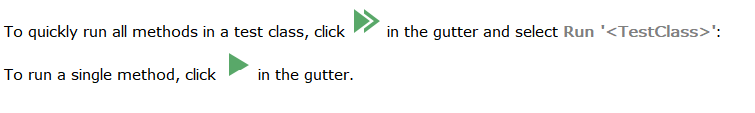 To quickly run all methods in a test class, click in the gutter and select Run '<TestClass>':
To run a single method, click in the gutter.